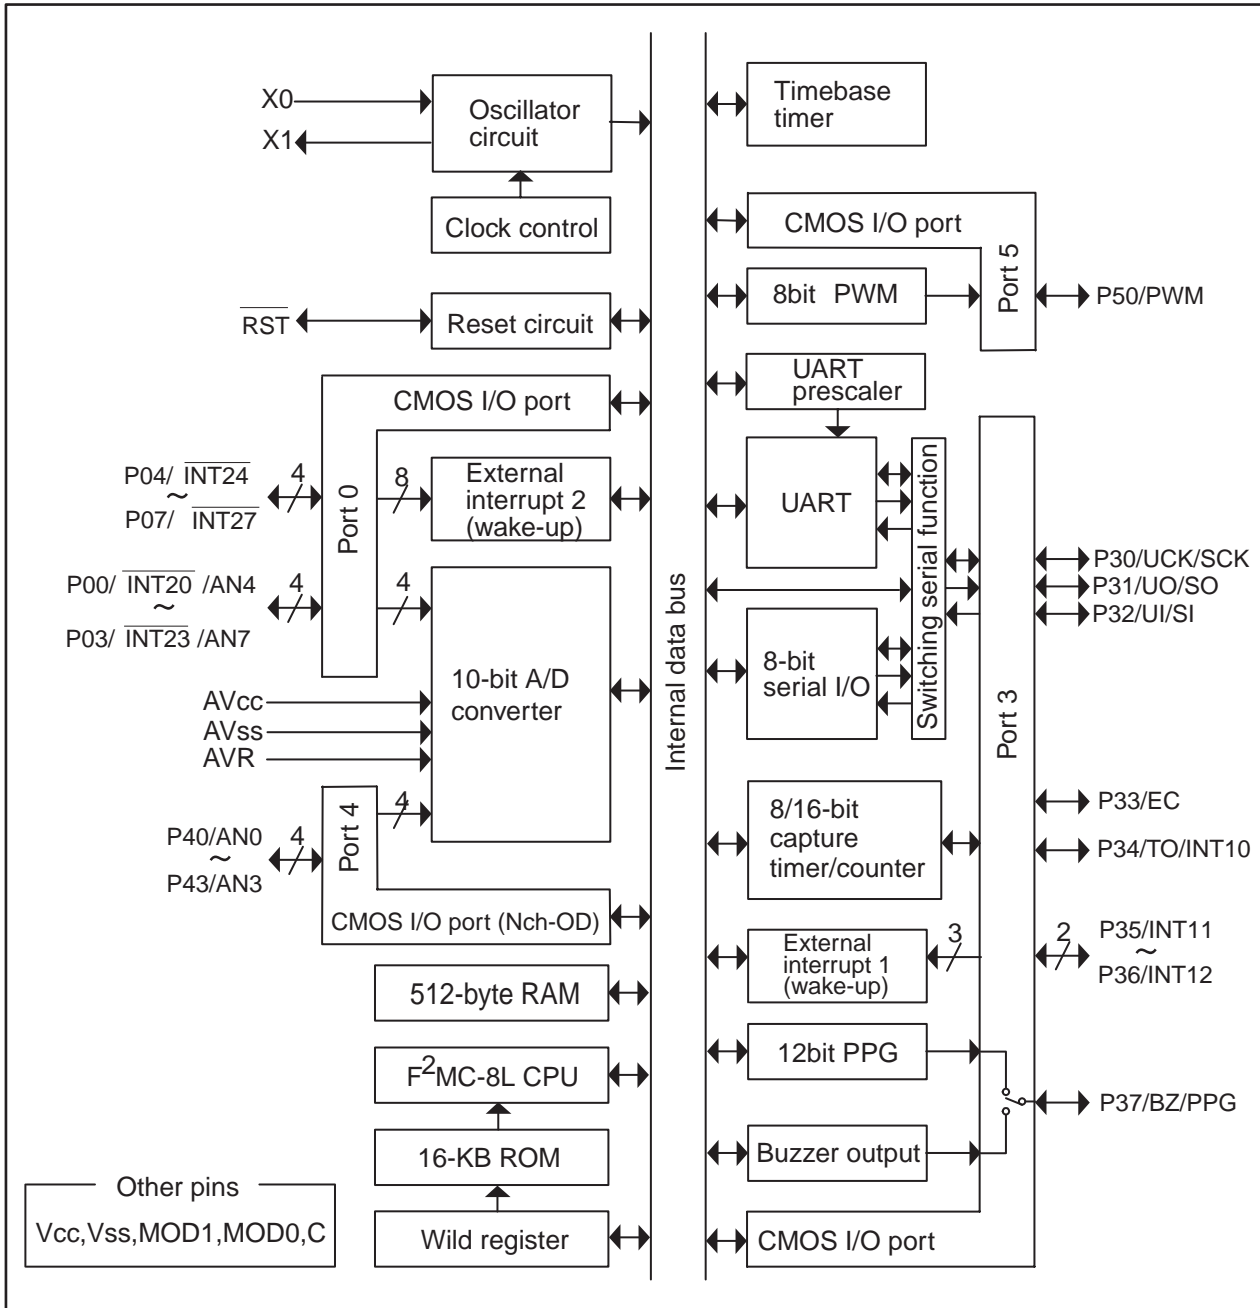 X0
X1
Oscillator
circuit
Clock control
RST
Reset circuit
CMOS I/O port
Port 0
P04/ INT24
~
P07/ INT27
4
8
External
interrupt 2
(wake-up)
P00/ INT20 /AN4
~
P03/ INT23 /AN7
4
4
10-bit A/D
converter
AVcc
AVss
AVR
Port 4
4
P40/AN0
~
P43/AN3
4
CMOS I/O port (Nch-OD)
512-byte RAM
F2MC-8L CPU
16-KB ROM
Wild register
Other pins
Vcc,Vss,MOD1,MOD0,C
Internal data bus
Timebase
timer
CMOS I/O port
Port 5
8bit PWM
P50/PWM
UART
prescaler
UART
Switching serial function
8-bit
serial I/O
Port 3
P30/UCK/SCK
P31/UO/SO
P32/UI/SI
8/16-bit
capture
timer/counter
P33/EC
P34/TO/INT10
External
interrupt 1
(wake-up)
3
2
P35/INT11
~
P36/INT12
12bit PPG
P37/BZ/PPG
Buzzer output
CMOS I/O port